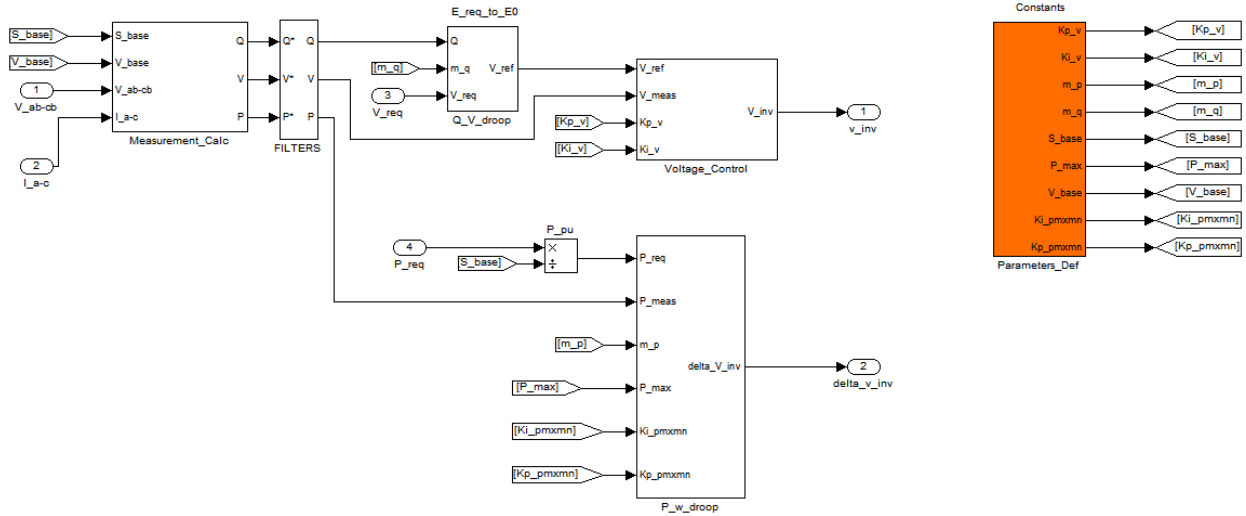 E_req_to_E0
Constants
S_base]
S_base
Q
Q*
Q
Q
[m_q]
m_q
V_ref
V_req
3
V_req
Q_V_droop
V_base]
V_base
V
V*
V
1
V_ab-cb
V_ab-cb
P
P*
P
I_a-c
2
I_a-c
Measurement_Calc
FILTERS
V_ref
V_meas
[Kp_v]
Kp_v
[Ki_v]
Ki_v
V_inv
1
v_inv
Voltage_Control
Kp_v
[Kp_v]
Ki_v
[Ki_v]
m_p
[m_p]
m_q
[m_q]
S_base
[S_base]
P_max
[P_max]
V_base
[V_base]
Ki_pmxmn
[Ki_pmxmn]
Kp_pmxmn
[Kp_pmxmn]
Parameters_Def
P_pu
4
P_req
×
÷
S_base]
P_req
P_meas
[m_p]
m_p
delta_V_inv
2
delta_v_inv
[P_max]
P_max
[Ki_pmxmn]
Ki_pmxmn
[Kp_pmxmn]
Kp_pmxmn
P_w_droop